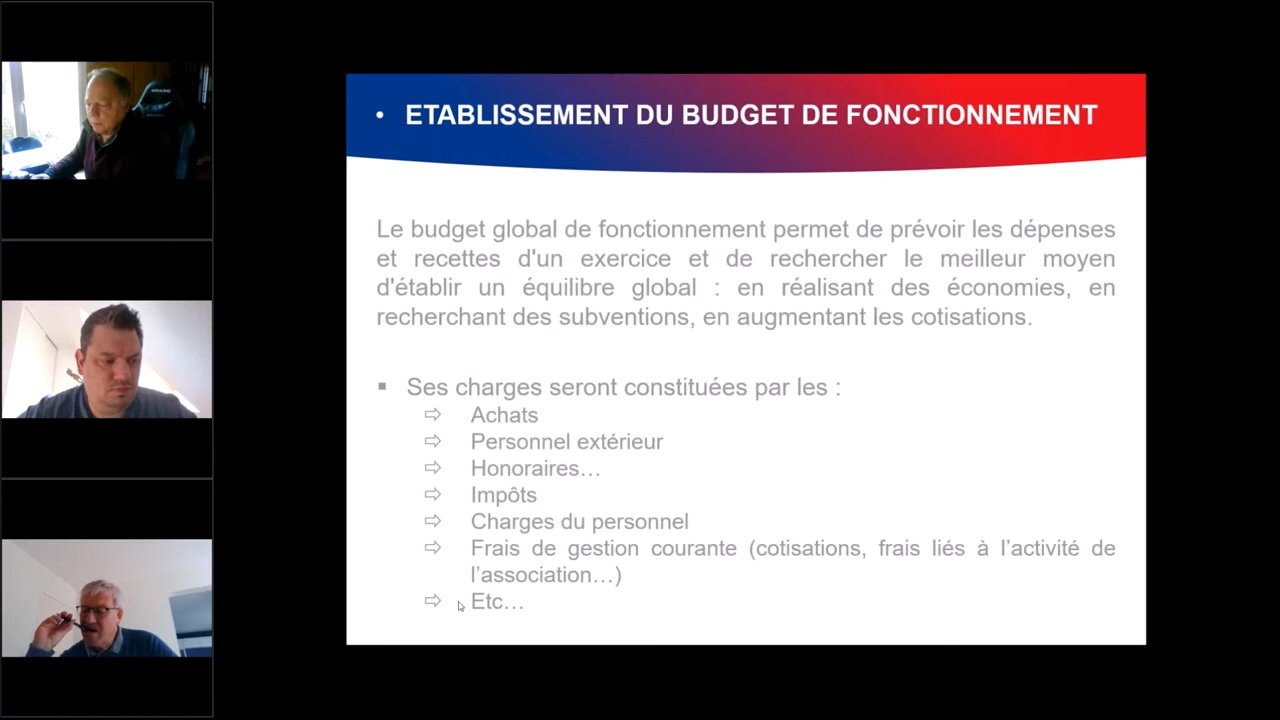 • ETABLISSEMENT DU BUDGET DE FONCTIONNEMENT
Le budget global de fonctionnement permet de prévoir les dépenses
et recettes d'un exercice et de rechercher le meilleur moyen
d'établir un équilibre global : en réalisant des économies, en
recherchant des subventions, en augmentant les cotisations.
▪ Ses charges seront constituées par les :
⇨ Achats
⇨ Personnel extérieur
⇨ Honoraires…
⇨ Impôts
⇨ Charges du personnel
⇨ Frais de gestion courante (cotisations, frais liés à l’activité de
l’association…)
⇨ Etc…